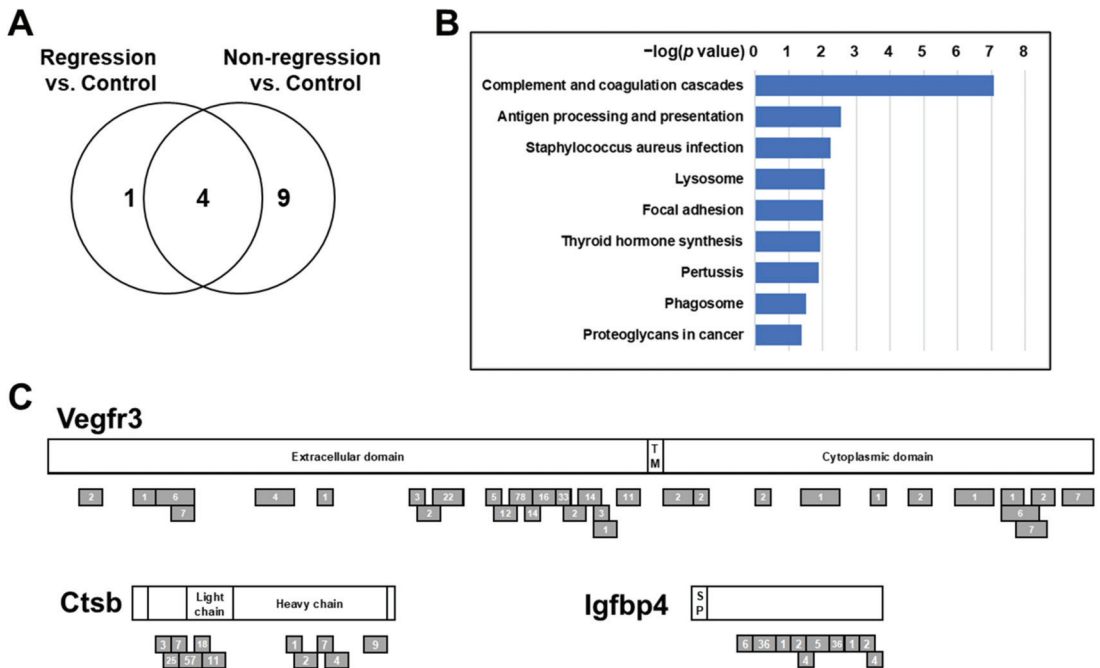 A
Regression
vs. Control
Non-regression
vs. Control
1
4
9
B
−log(p value) 0 1 2 3 4 5 6 7 8
Complement and coagulation cascades
Antigen processing and presentation
Staphylococcus aureus infection
Lysosome
Focal adhesion
Thyroid hormone synthesis
Pertussis
Phagosome
Proteoglycans in cancer
C
Vegfr3
Extracellular domain
T
M
Cytoplasmic domain
2 1 6 4 1 3 22 5 78 16 33 14 11 2 2 2 1 1 2 1 1 2 7
7 2 12 14 2 3 6
1 7
Ctsb
Light
chain
Heavy chain
3 7 18 1 7 9
25 57 11 2 4
Igfbp4
S
P
6 36 1 2 5 36 1 2
4 4